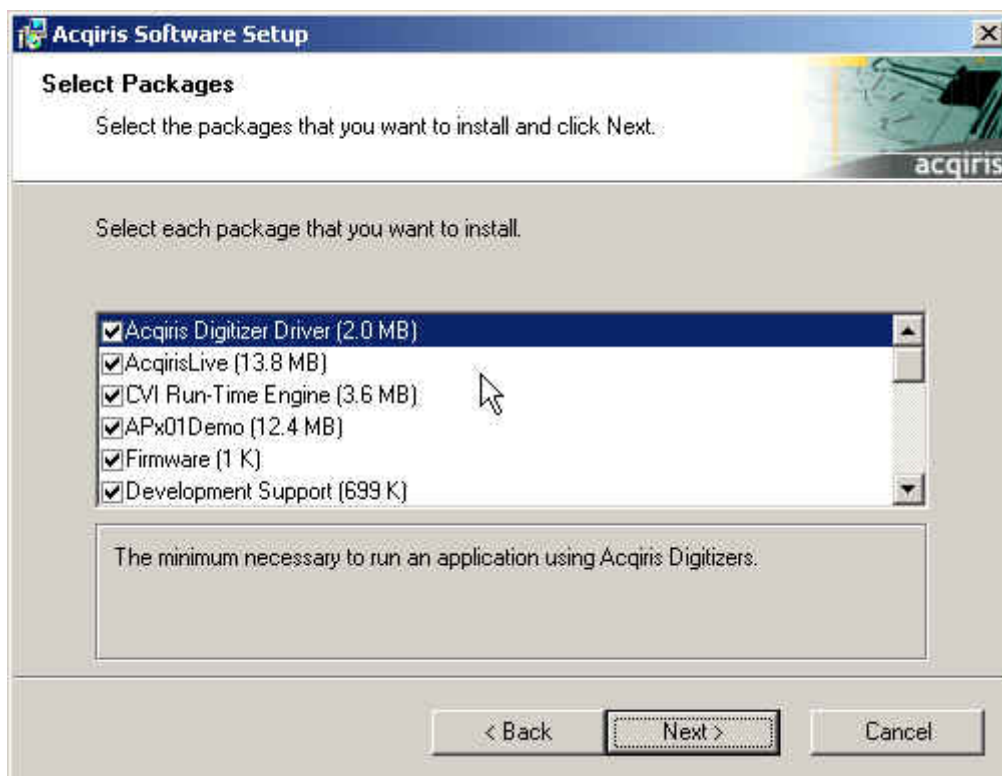 Acqiris Software Setup
Select Packages
Select the packages that you want to install and click Next.
acqiris
Select each package that you want to install.
Acqiris Digitizer Driver (2.0 MB)
AcqirisLive (13.8 MB)
CVI Run-Time Engine (3.6 MB)
APx01Demo (12.4 MB)
Firmware (1 K)
Development Support (699 K)
The minimum necessary to run an application using Acqiris Digitizers.
< Back
Next >
Cancel